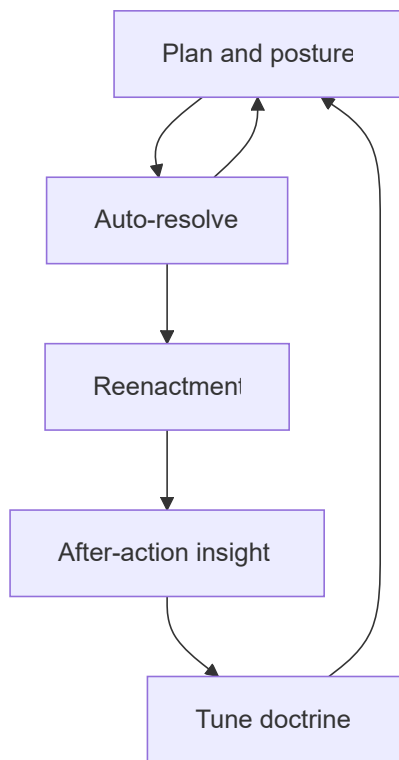 Plan and posture
Auto-resolve
Reenactment
After-action insight
Tune doctrine